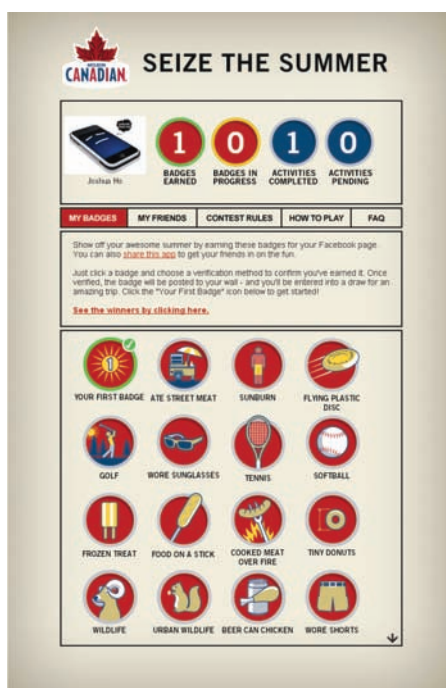 MOLSON
CANADIAN
SEIZE THE SUMMER
Joshua Ho
1
BADGES
EARNED
0
BADGES IN
PROGRESS
1
ACTIVITIES
COMPLETED
0
ACTIVITIES
PENDING
MY BADGES
MY FRIENDS
CONTEST RULES
HOW TO PLAY
FAQ
Show off your awesome summer by earning these badges for your Facebook page.
You can also share this app to get your friends in on the fun.
Just click a badge and choose a verification method to confirm you've earned it. Once
verified, the badge will be posted to your wall - and you'll be entered into a draw for an
amazing trip. Click the "Your First Badge" icon below to get started!
See the winners by clicking here.
1
YOUR FIRST BADGE
ATE STREET MEAT
SUNBURN
FLYING PLASTIC
DISC
GOLF
WORE SUNGLASSES
TENNIS
SOFTBALL
FROZEN TREAT
FOOD ON A STICK
COOKED MEAT
OVER FIRE
TINY DONUTS
WILDLIFE
URBAN WILDLIFE
BEER CAN CHICKEN
WORE SHORTS